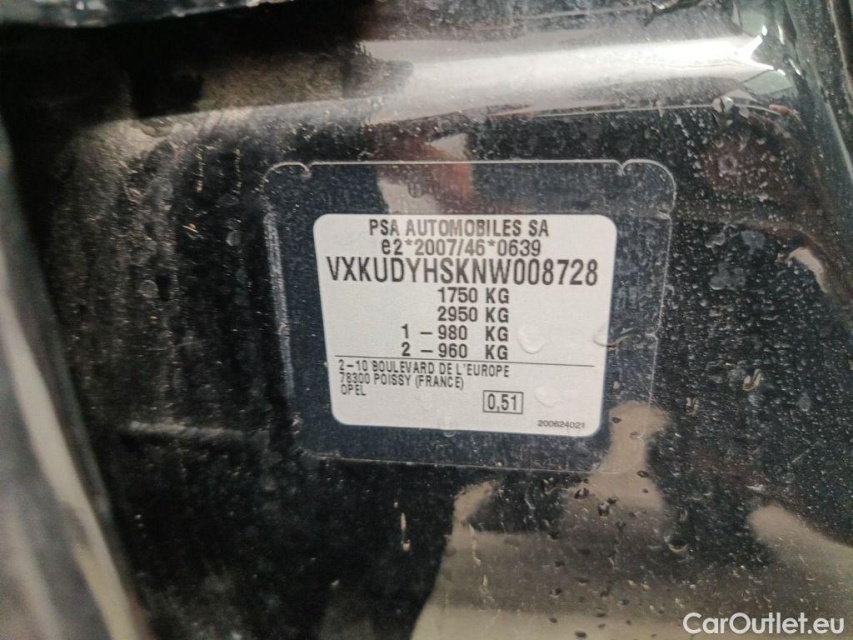 PSA AUTOMOBILES SA
e2*2007/46*0639
VXKUDYHSKNW008728
1750 KG
2950 KG
1 – 980 KG
2 – 960 KG
2–10 BOULEVARD DE L'EUROPE
78300 POISSY (FRANCE)
OPEL
0,51
200624021
CarOutlet.eu